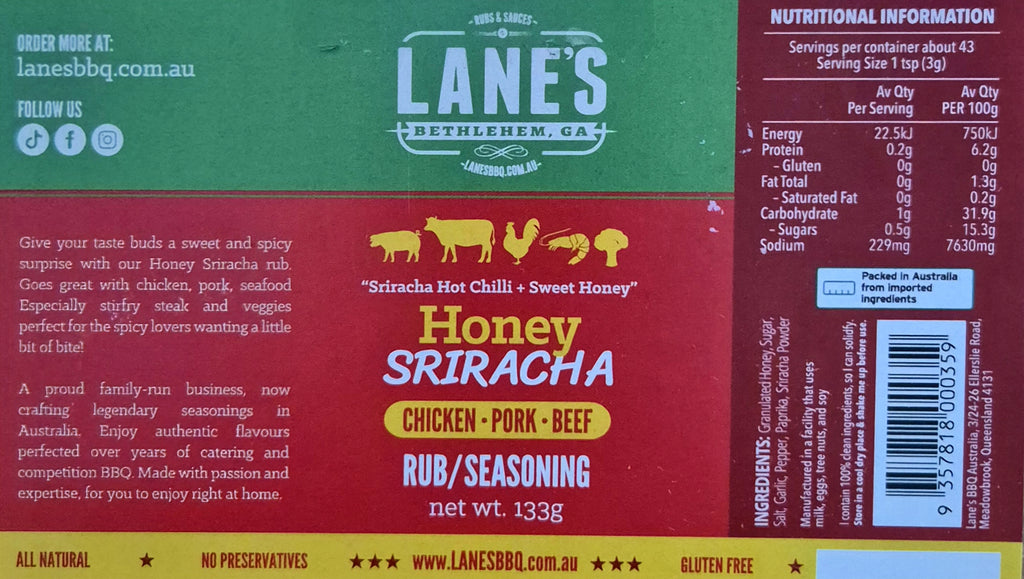 ORDER MORE AT:
lanesbbq.com.au
FOLLOW US
- RUBS & SAUCES -
LANE'S
BETHLEHEM, GA
-LANESBBQ.COM.AU-
Give your taste buds a sweet and spicy
surprise with our Honey Sriracha rub.
Goes great with chicken, pork, seafood
Especially stirfry steak and veggies
perfect for the spicy lovers wanting a little
bit of bite!
A proud family-run business, now
crafting legendary seasonings in
Australia. Enjoy authentic flavours
perfected over years of catering and
competition BBQ. Made with passion and
expertise, for you to enjoy right at home.
"Sriracha Hot Chilli + Sweet Honey"
Honey
SRIRACHA
CHICKEN · PORK · BEEF
RUB/SEASONING
net wt. 133g
NUTRITIONAL INFORMATION
Servings per container about 43
Serving Size 1 tsp (3g)
Av Qty Av Qty
Per Serving PER 100g
Energy 22.5kJ 750kJ
Protein 0.2g 6.2g
- Gluten 0g 0g
Fat Total 0g 1.3g
- Saturated Fat 0g 0.2g
Carbohydrate 1g 31.9g
- Sugars 0.5g 15.3g
Sodium 229mg 7630mg
Packed in Australia
from imported
ingredients
INGREDIENTS: Granulated Honey, Sugar,
Salt, Garlic, Pepper, Paprika, Sriracha Powder
Manufactured in a facility that uses
milk, eggs, tree nuts, and soy
I contain 100% clean ingredients, so I can solidfy.
Store in a cool dry place & shake me up before use.
9 357818 000359
Lane's BBQ Australia, 3/24-26 Ellerslie Road,
Meadowbrook, Queensland 4131
ALL NATURAL ★ NO PRESERVATIVES ★★★ www.LANESBBQ.com.au ★★★ GLUTEN FREE ★